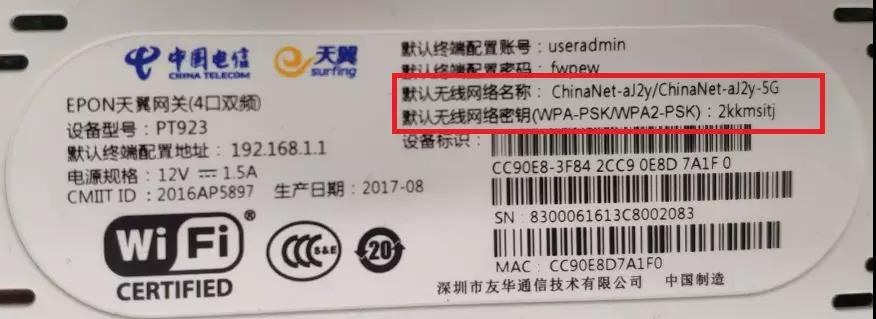 中国电信
CHINA TELECOM
天翼
surfing
EPON天翼网关(4口双频)
设备型号: PT923
默认终端配置地址: 192.168.1.1
电源规格: 12V ⎓ 1.5A
CMIIT ID : 2016AP5897 生产日期: 2017-08
WiFi®
CERTIFIED
CCC S&E
20
默认终端配置账号: useradmin
默认终端配置密码: fwpew
默认无线网络名称: ChinaNet-aJ2y/ChinaNet-aJ2y-5G
默认无线网络密钥(WPA-PSK/WPA2-PSK) : 2kkmsitj
设备标识:
CC90E8-3F84 2CC9 0E8D 7A1F 0
SN : 8300061613C8002083
MAC : CC90E8D7A1F0
深圳市友华通信技术有限公司 中国制造